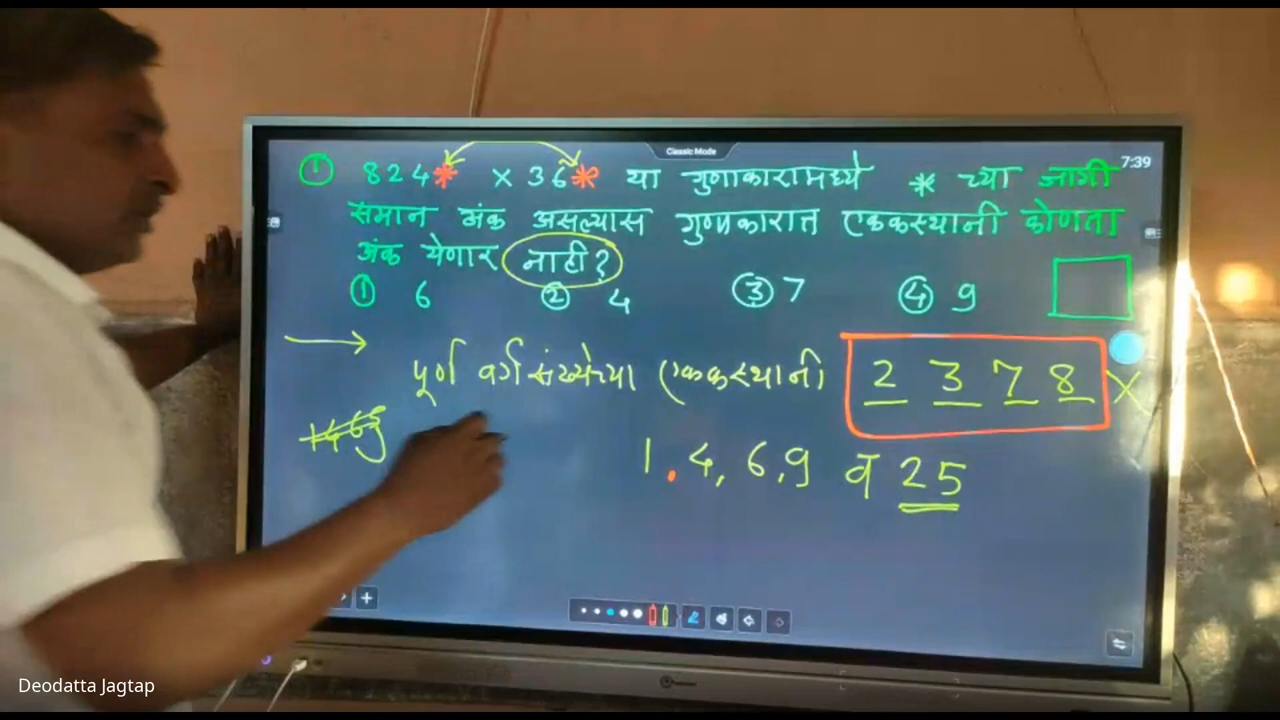 Classic Mode
7:39
① 824* × 36* या गुणाकारामध्ये * च्या जागी
समान अंक असल्यास गुणाकारात एककस्थानी कोणता
अंक येणार नाही?
① 6 ② 4 ③ 7 ④ 9
→ पूर्ण वर्गसंख्येच्या एककस्थानी 2 3 7 8 ×
1, 4, 6, 9 व 25
Deodatta Jagtap